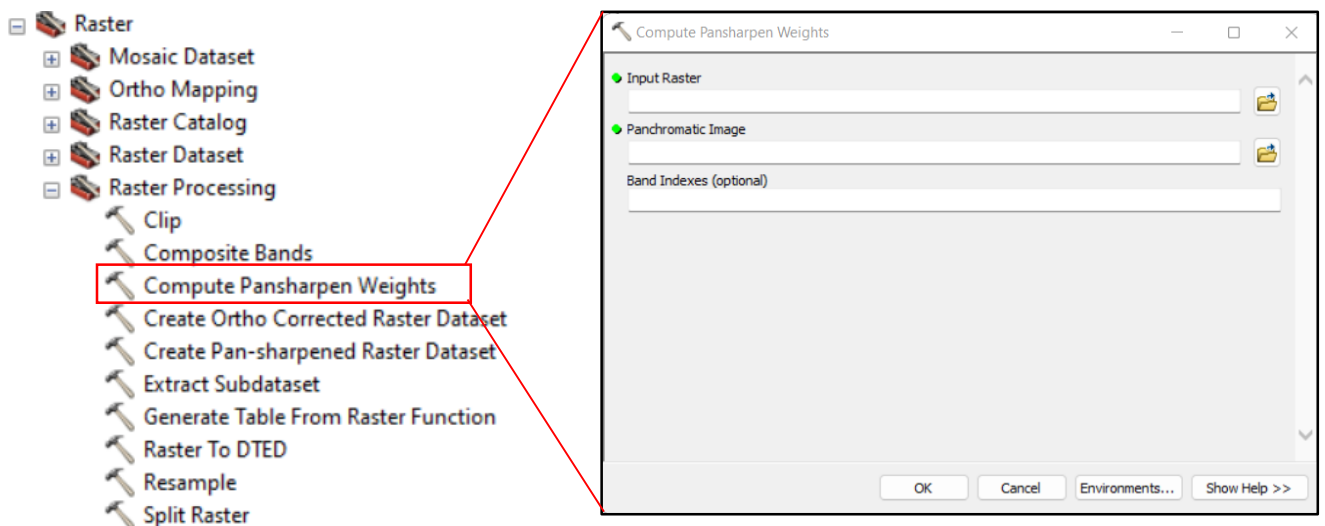 Raster
Mosaic Dataset
Ortho Mapping
Raster Catalog
Raster Dataset
Raster Processing
Clip
Composite Bands
Compute Pansharpen Weights
Create Ortho Corrected Raster Dataset
Create Pan-sharpened Raster Dataset
Extract Subdataset
Generate Table From Raster Function
Raster To DTED
Resample
Split Raster
Compute Pansharpen Weights
Input Raster
Panchromatic Image
Band Indexes (optional)
OK Cancel Environments... Show Help >>